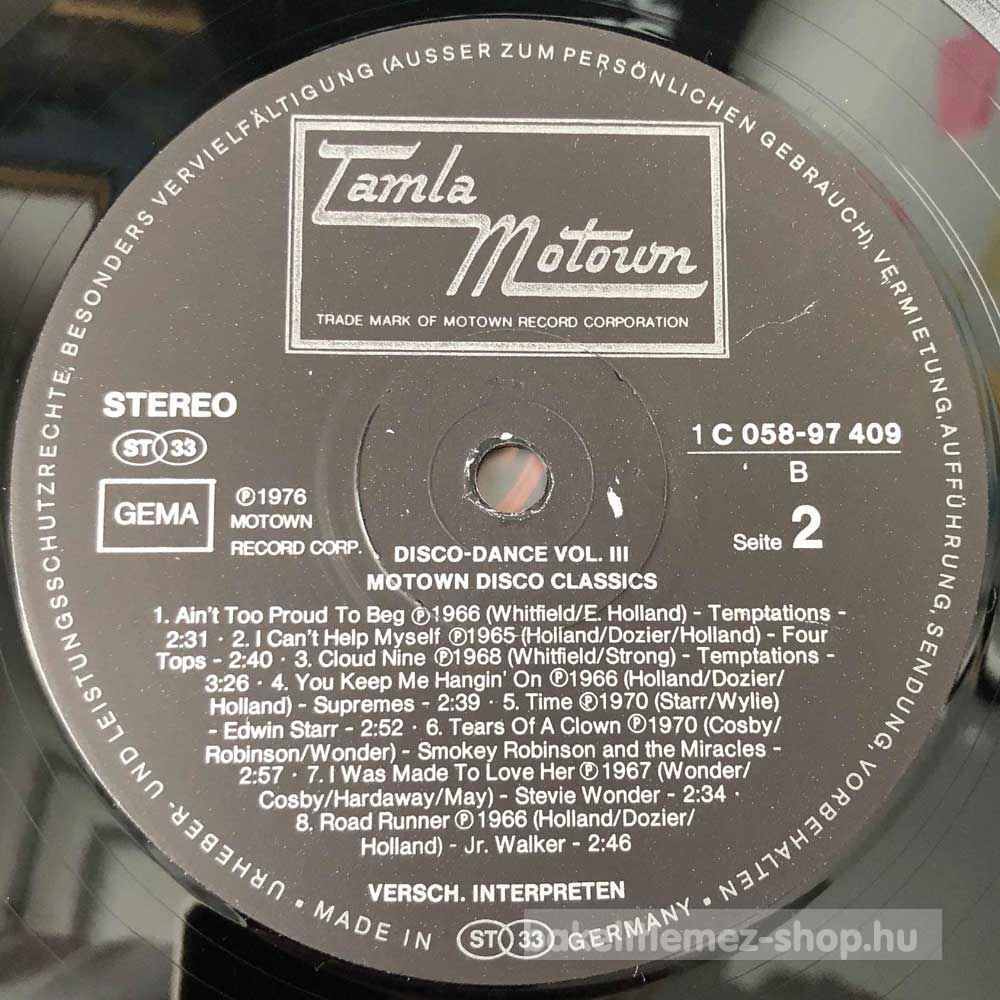 URHEBER- UND LEISTUNGSSCHUTZRECHTE, BESONDERS VERVIELFÄLTIGUNG (AUSSER ZUM PERSÖNLICHEN GEBRAUCH), VERMIETUNG, AUFFÜHRUNG, SENDUNG, VORBEHALTEN
Tamla
Motown
TRADE MARK OF MOTOWN RECORD CORPORATION
STEREO
ST 33
GEMA
℗1976
MOTOWN
RECORD CORP.
1 C 058-97 409
B
Seite 2
DISCO-DANCE VOL. III
MOTOWN DISCO CLASSICS
1. Ain't Too Proud To Beg ℗1966 (Whitfield/E. Holland) - Temptations -
2:31 · 2. I Can't Help Myself ℗1965 (Holland/Dozier/Holland) - Four
Tops - 2:40 · 3. Cloud Nine ℗1968 (Whitfield/Strong) - Temptations -
3:26 · 4. You Keep Me Hangin' On ℗1966 (Holland/Dozier/
Holland) - Supremes - 2:39 · 5. Time ℗1970 (Starr/Wylie)
- Edwin Starr - 2:52 · 6. Tears Of A Clown ℗1970 (Cosby/
Robinson/Wonder) - Smokey Robinson and the Miracles -
2:57 · 7. I Was Made To Love Her ℗1967 (Wonder/
Cosby/Hardaway/May) - Stevie Wonder - 2:34 ·
8. Road Runner ℗1966 (Holland/Dozier/
Holland) - Jr. Walker - 2:46
VERSCH. INTERPRETEN
• MADE IN ST 33 GERMANY •
bakelitlemez-shop.hu